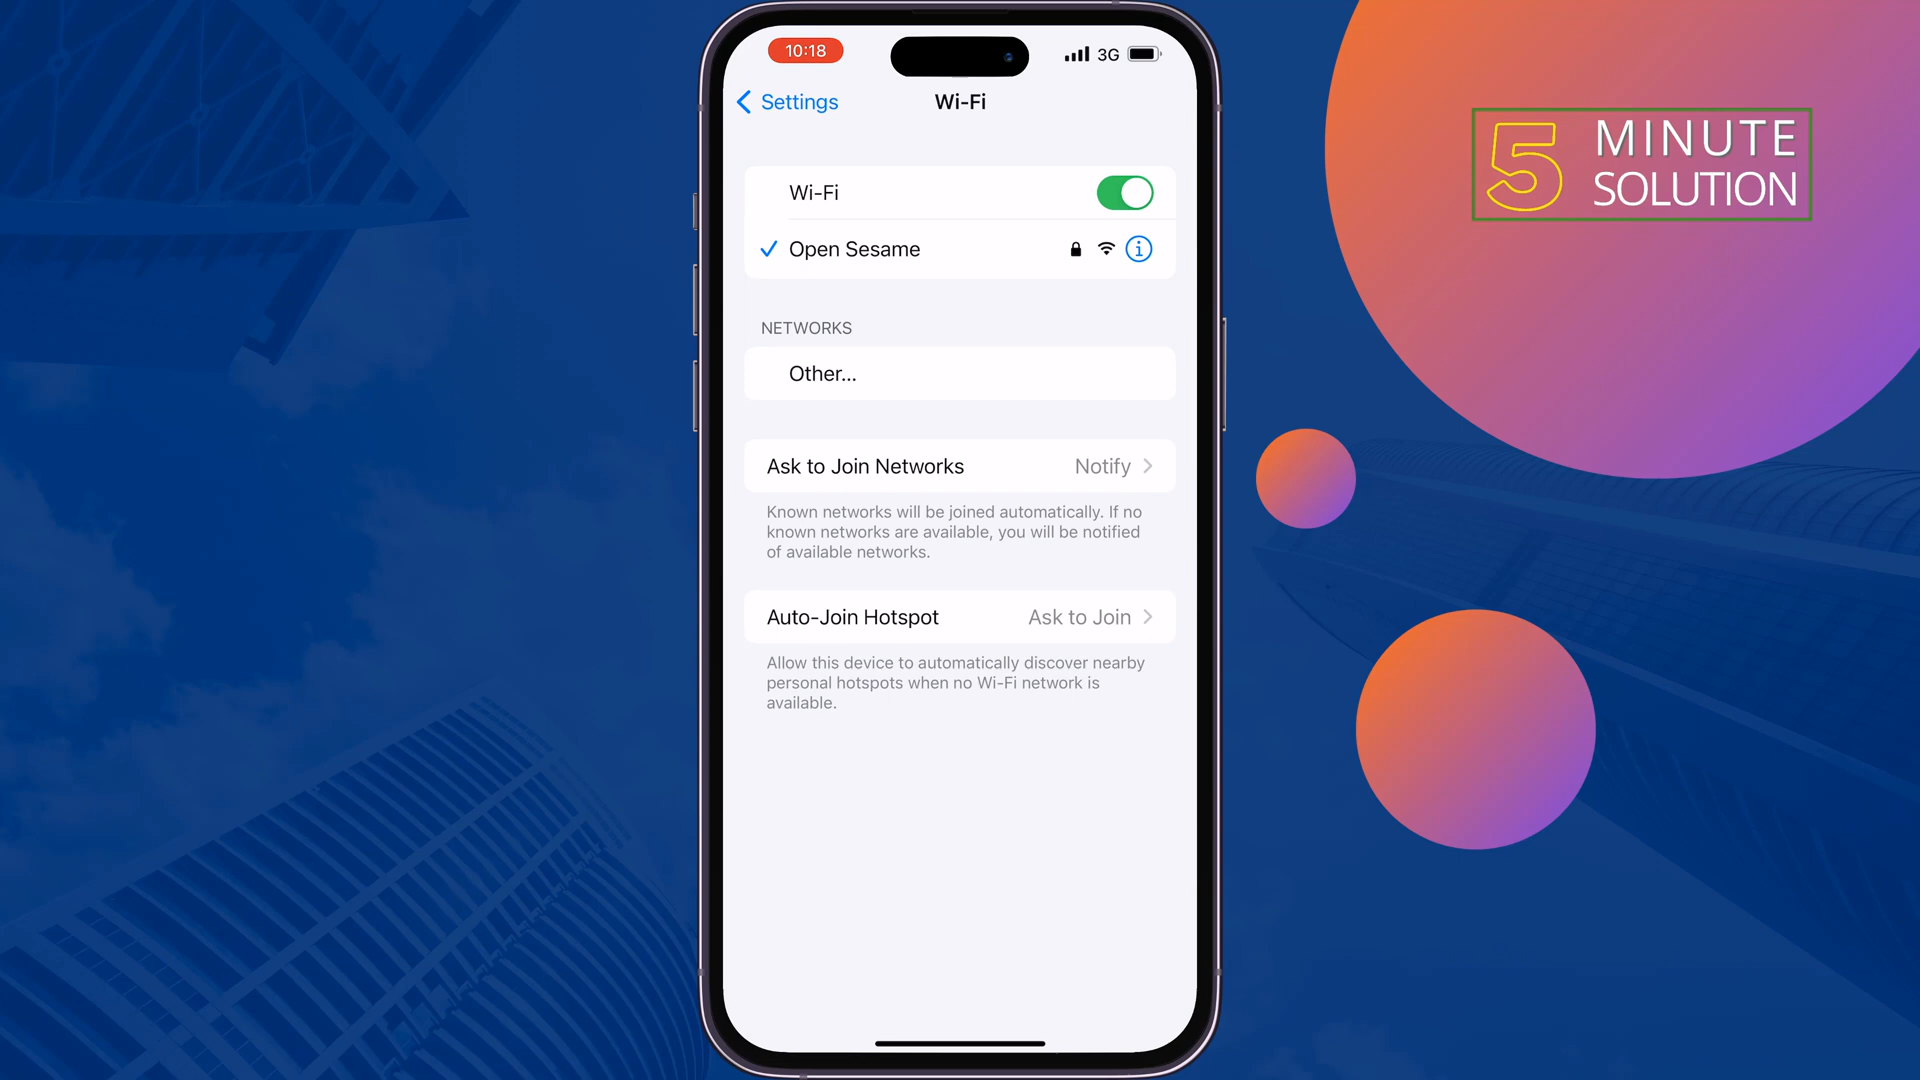 10:18
3G
Settings
Wi-Fi
5 MINUTE
SOLUTION
Wi-Fi
Open Sesame
NETWORKS
Other...
Ask to Join Networks Notify
Known networks will be joined automatically. If no
known networks are available, you will be notified
of available networks.
Auto-Join Hotspot Ask to Join
Allow this device to automatically discover nearby
personal hotspots when no Wi-Fi network is
available.